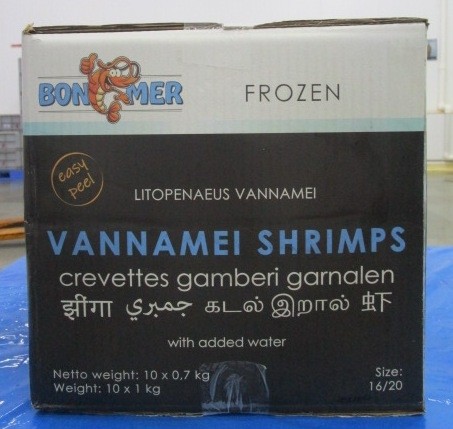 BON MER
FROZEN
easy
peel
LITOPENAEUS VANNAMEI
VANNAMEI SHRIMPS
crevettes gamberi garnalen
झींगा جمبري கடல் இறால் 虾
with added water
Netto weight: 10 x 0,7 kg
Weight: 10 x 1 kg
Size:
16/20